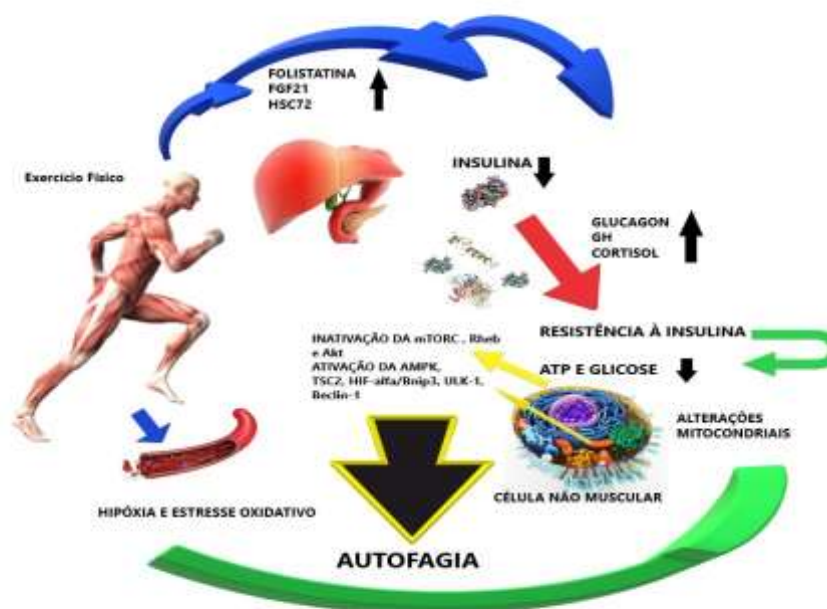 FOLISTATINA
FGF21
HSC72
Exercício Físico
INSULINA
GLUCAGON
GH
CORTISOL
RESISTÊNCIA À INSULINA
INATIVAÇÃO DA mTORC , Rheb
e Akt
ATIVAÇÃO DA AMPK,
TSC2, HIF-alfa/Bnip3, ULK-1,
Beclin-1
ATP E GLICOSE
ALTERAÇÕES
MITOCONDRIAIS
CÉLULA NÃO MUSCULAR
HIPÓXIA E ESTRESSE OXIDATIVO
AUTOFAGIA